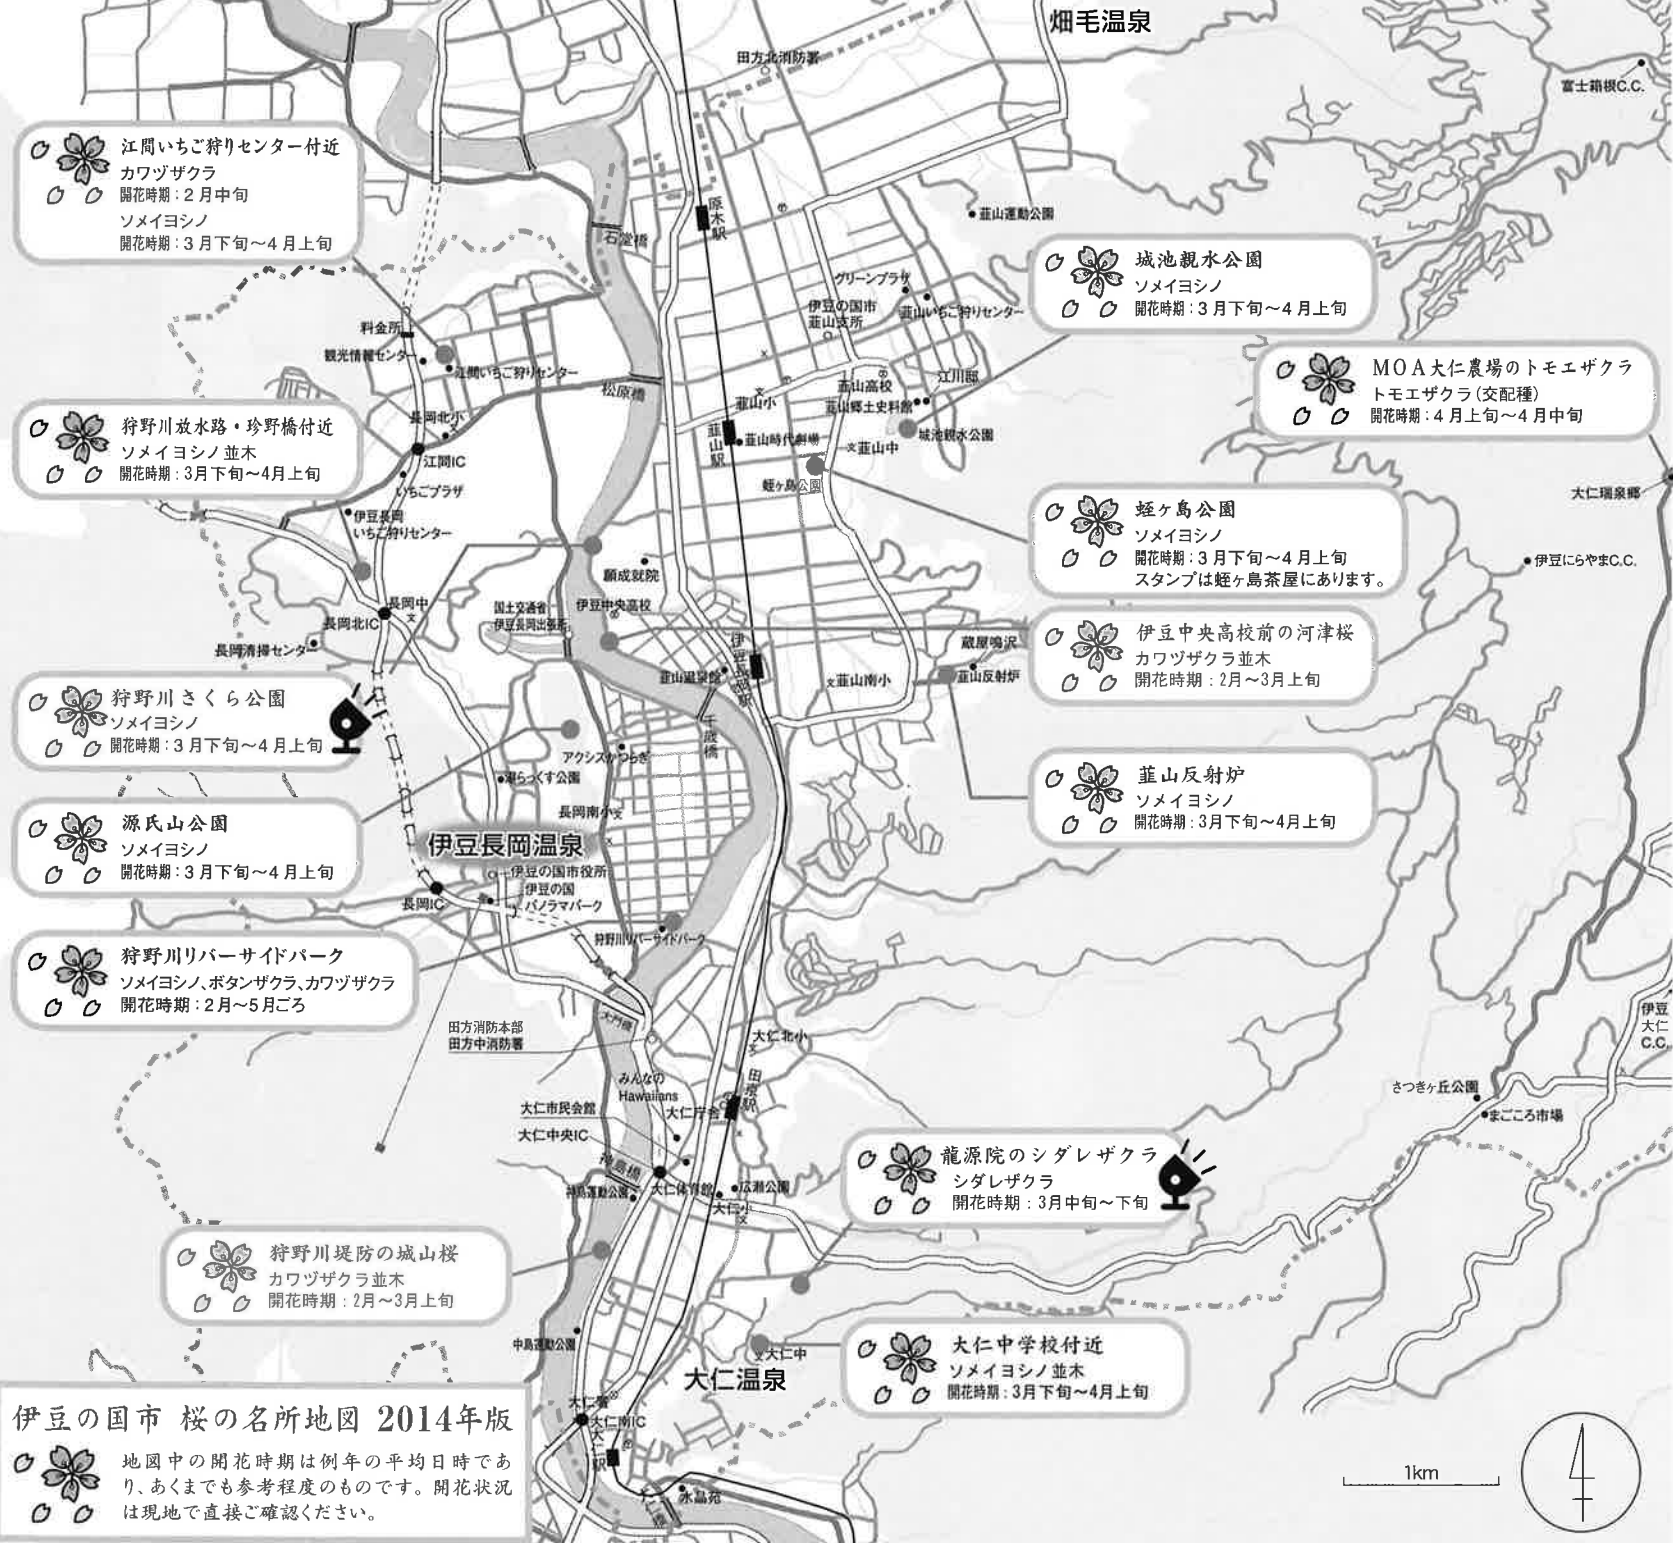 畑毛温泉
田方北消防署
富士箱根C.C.
江間いちご狩りセンター付近
カワヅザクラ
開花時期：2月中旬
ソメイヨシノ
開花時期：3月下旬～4月上旬
原木駅
石堂橋
韮山運動公園
城池親水公園
ソメイヨシノ
開花時期：3月下旬～4月上旬
グリーンプラザ
伊豆の国市
韮山支所
韮山いちご狩りセンター
料金所
観光情報センター
江間いちご狩りセンター
松原橋
韮山小
韮山高校
江川邸
韮山郷土史料館
MOA大仁農場のトモエザクラ
トモエザクラ（交配種）
開花時期：4月上旬～4月中旬
狩野川放水路・珍野橋付近
ソメイヨシノ並木
開花時期：3月下旬～4月上旬
長岡北小
江間IC
いちごプラザ
伊豆長岡
いちご狩りセンター
韮山駅
韮山時代劇場
韮山中
城池親水公園
蛭ヶ島公園
大仁瑞泉郷
蛭ヶ島公園
ソメイヨシノ
開花時期：3月下旬～4月上旬
スタンプは蛭ヶ島茶屋にあります。
伊豆にらやまC.C.
願成就院
伊豆中央高校
国土交通省
伊豆長岡出張所
長岡中
長岡北IC
長岡清掃センター
伊豆長岡駅
韮山温泉館
韮山南小
蔵屋鳴沢
韮山反射炉
伊豆中央高校前の河津桜
カワヅザクラ並木
開花時期：2月～3月上旬
狩野川さくら公園
ソメイヨシノ
開花時期：3月下旬～4月上旬
千歳橋
アクシスかつらぎ
湯らっくす公園
長岡南小
韮山反射炉
ソメイヨシノ
開花時期：3月下旬～4月上旬
源氏山公園
ソメイヨシノ
開花時期：3月下旬～4月上旬
伊豆長岡温泉
伊豆の国市役所
伊豆の国
パノラマパーク
長岡IC
狩野川リバーサイドパーク
狩野川リバーサイドパーク
ソメイヨシノ、ボタンザクラ、カワヅザクラ
開花時期：2月～5月ごろ
大門橋
田方消防本部
田方中消防署
大仁北小
伊豆
大仁
C.C.
みんなの
Hawaiians
田京駅
大仁庁舎
大仁市民会館
大仁中央IC
さつきヶ丘公園
まごころ市場
神島橋
神島運動公園
大仁体育館
広瀬公園
大仁小
龍源院のシダレザクラ
シダレザクラ
開花時期：3月中旬～下旬
狩野川堤防の城山桜
カワヅザクラ並木
開花時期：2月～3月上旬
中島運動公園
大仁中
大仁温泉
大仁中学校付近
ソメイヨシノ並木
開花時期：3月下旬～4月上旬
大仁署
大仁南IC
大仁駅
水晶苑
伊豆の国市 桜の名所地図 2014年版
地図中の開花時期は例年の平均日時であ
り、あくまでも参考程度のものです。開花状況
は現地で直接ご確認ください。
1km